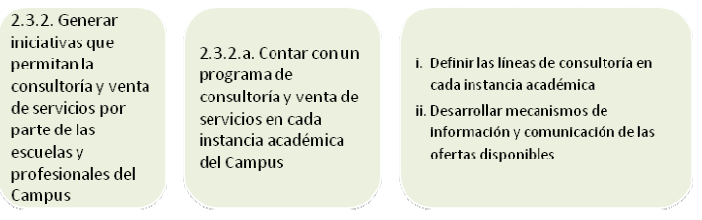 2.3.2. Generar
iniciativas que
permitan la
consultoría y venta
de servicios por
parte de las
escuelas y
profesionales del
Campus
2.3.2.a. Contar con un
programa de
consultoría y venta de
servicios en cada
instancia académica
del Campus
i. Definir las líneas de consultoría en
cada instancia académica
ii. Desarrollar mecanismos de
información y comunicación de las
ofertas disponibles